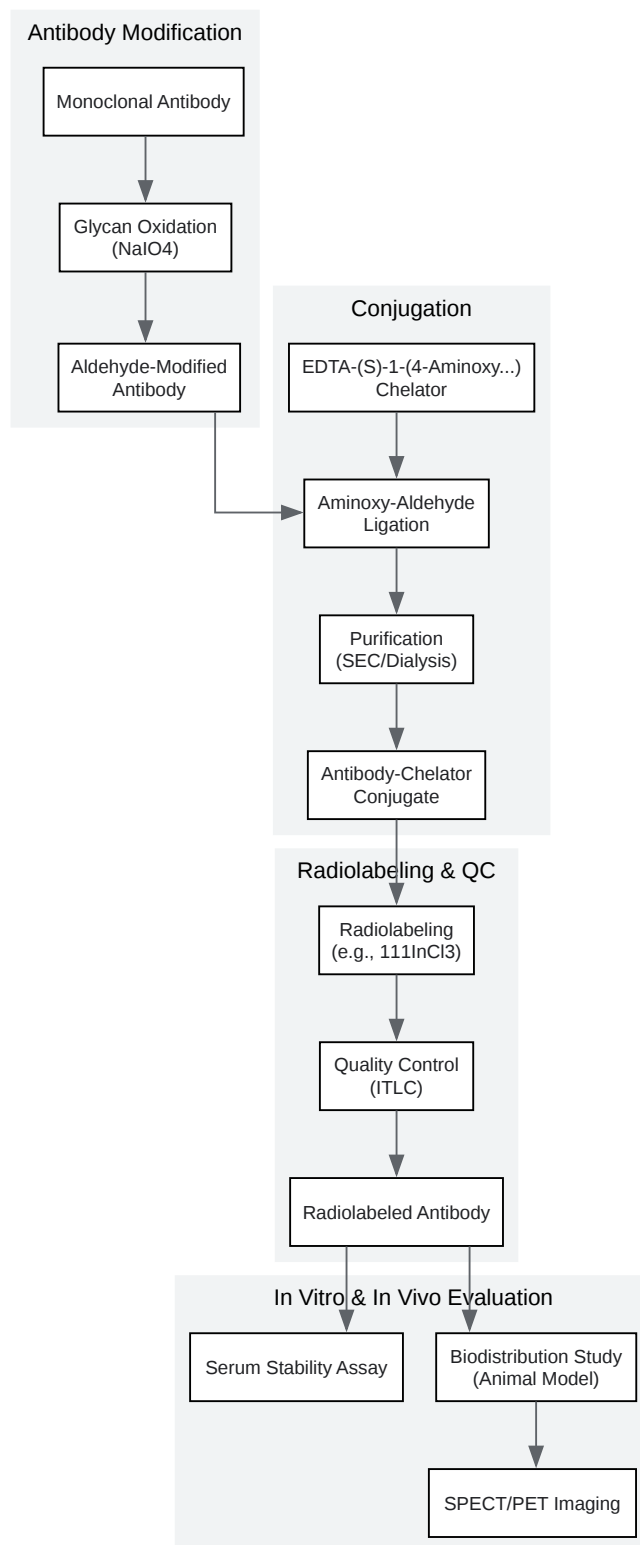 Antibody Modification
Monoclonal Antibody
Glycan Oxidation
(NaIO4)
Aldehyde-Modified
Antibody
Conjugation
EDTA-(S)-1-(4-Aminoxy...)
Chelator
Aminoxy-Aldehyde
Ligation
Purification
(SEC/Dialysis)
Antibody-Chelator
Conjugate
Radiolabeling & QC
Radiolabeling
(e.g., 111InCl3)
Quality Control
(ITLC)
Radiolabeled Antibody
In Vitro & In Vivo Evaluation
Serum Stability Assay
Biodistribution Study
(Animal Model)
SPECT/PET Imaging